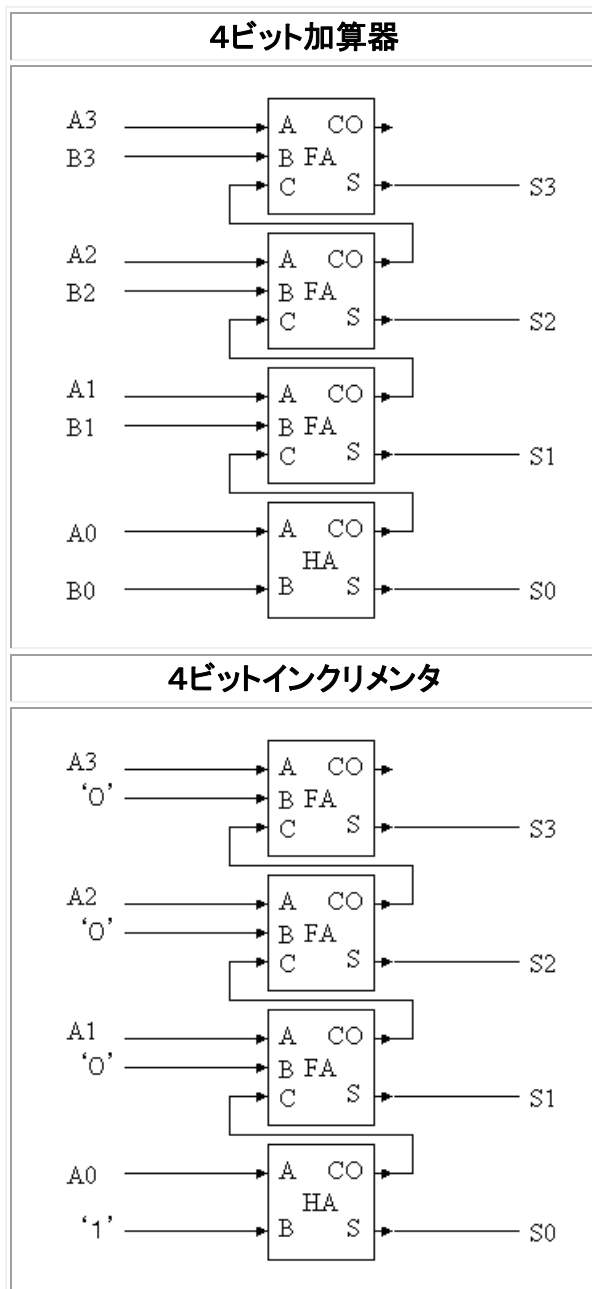 4ビット加算器
A3 A CO
B3 B FA
C S S3
A2 A CO
B2 B FA
C S S2
A1 A CO
B1 B FA
C S S1
A0 A CO
HA
B0 B S S0
4ビットインクリメンタ
A3 A CO
‘0’ B FA
C S S3
A2 A CO
‘0’ B FA
C S S2
A1 A CO
‘0’ B FA
C S S1
A0 A CO
HA
‘1’ B S S0